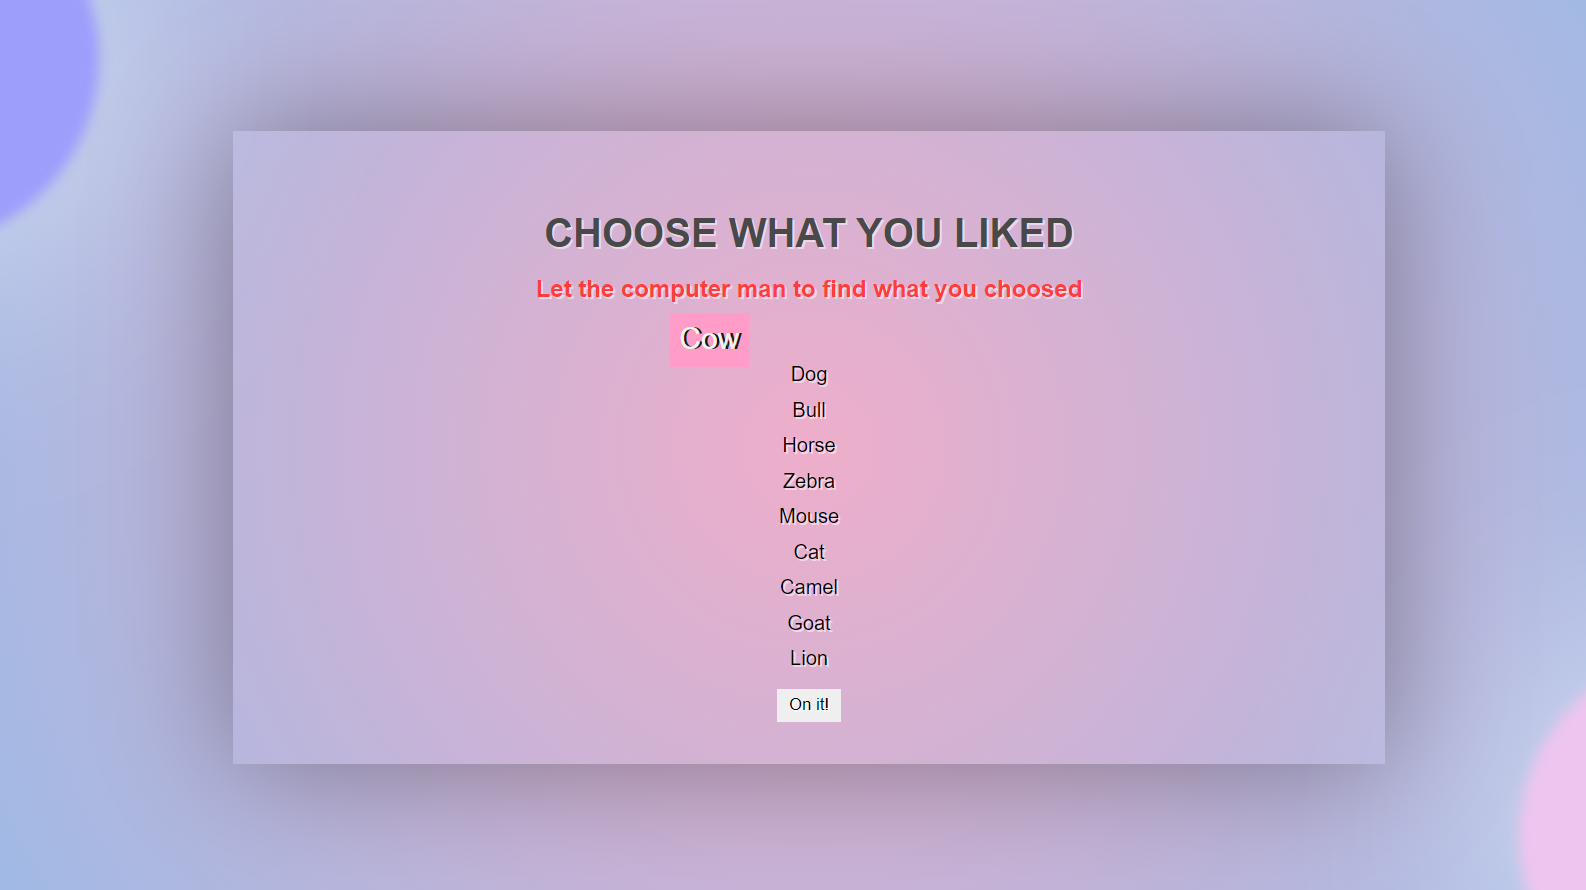 CHOOSE WHAT YOU LIKED
Let the computer man to find what you choosed
Cow
Dog
Bull
Horse
Zebra
Mouse
Cat
Camel
Goat
Lion
On it!